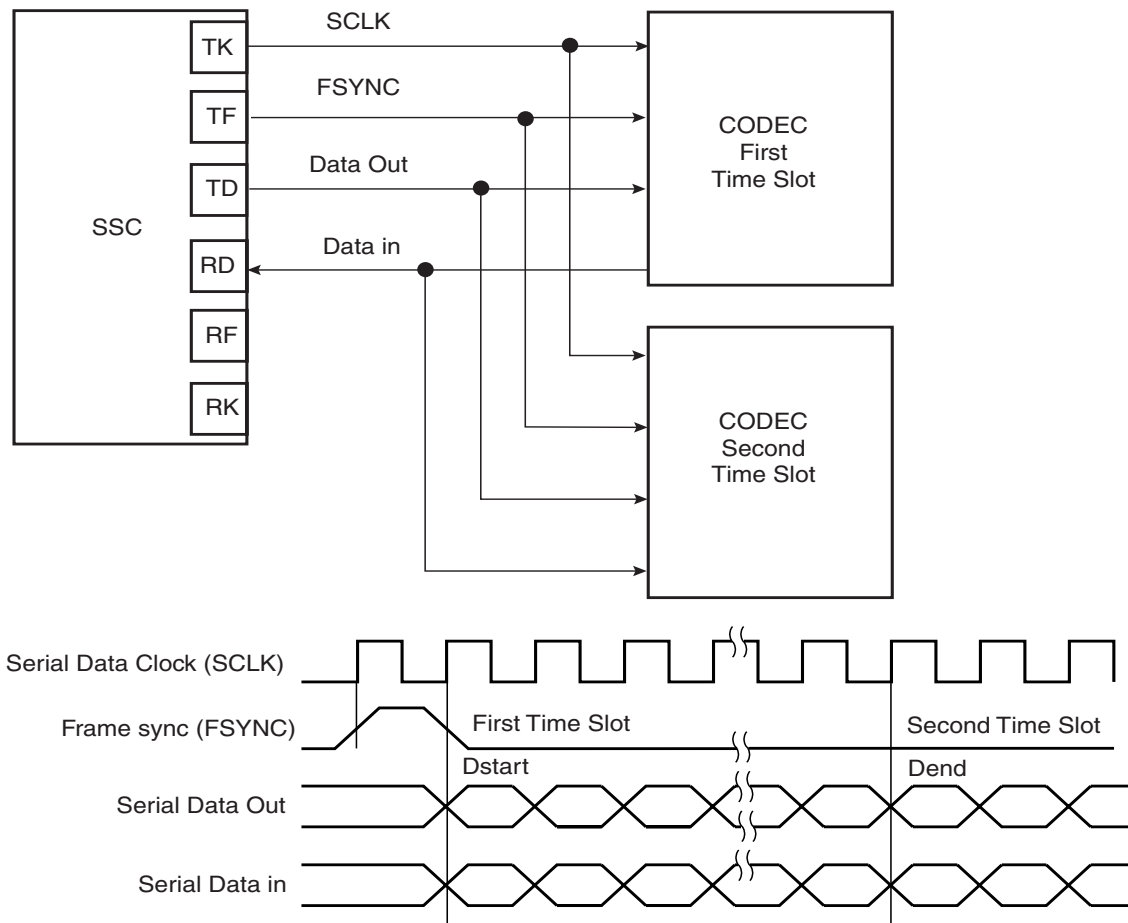 SSC
TK
TF
TD
RD
RF
RK
SCLK
FSYNC
Data Out
Data in
CODEC
First
Time Slot
CODEC
Second
Time Slot
Serial Data Clock (SCLK)
Frame sync (FSYNC)
First Time Slot
Second Time Slot
Dstart
Dend
Serial Data Out
Serial Data in